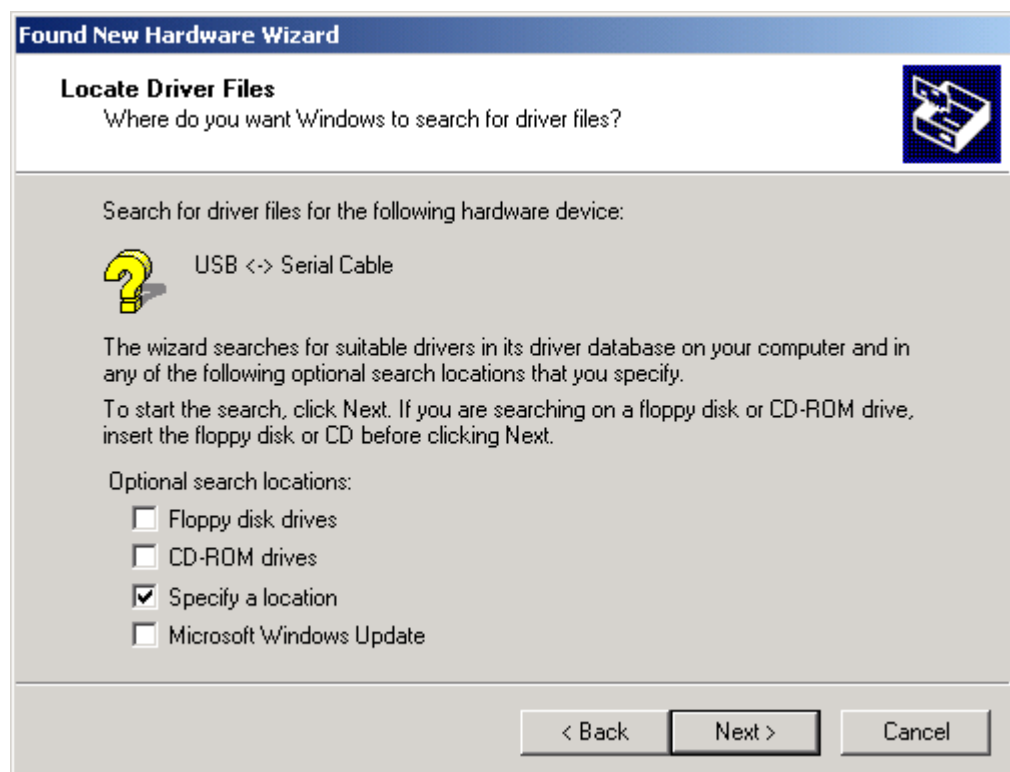 Found New Hardware Wizard
Locate Driver Files
Where do you want Windows to search for driver files?
Search for driver files for the following hardware device:
USB <-> Serial Cable
The wizard searches for suitable drivers in its driver database on your computer and in
any of the following optional search locations that you specify.
To start the search, click Next. If you are searching on a floppy disk or CD-ROM drive,
insert the floppy disk or CD before clicking Next.
Optional search locations:
Floppy disk drives
CD-ROM drives
Specify a location
Microsoft Windows Update
< Back Next > Cancel